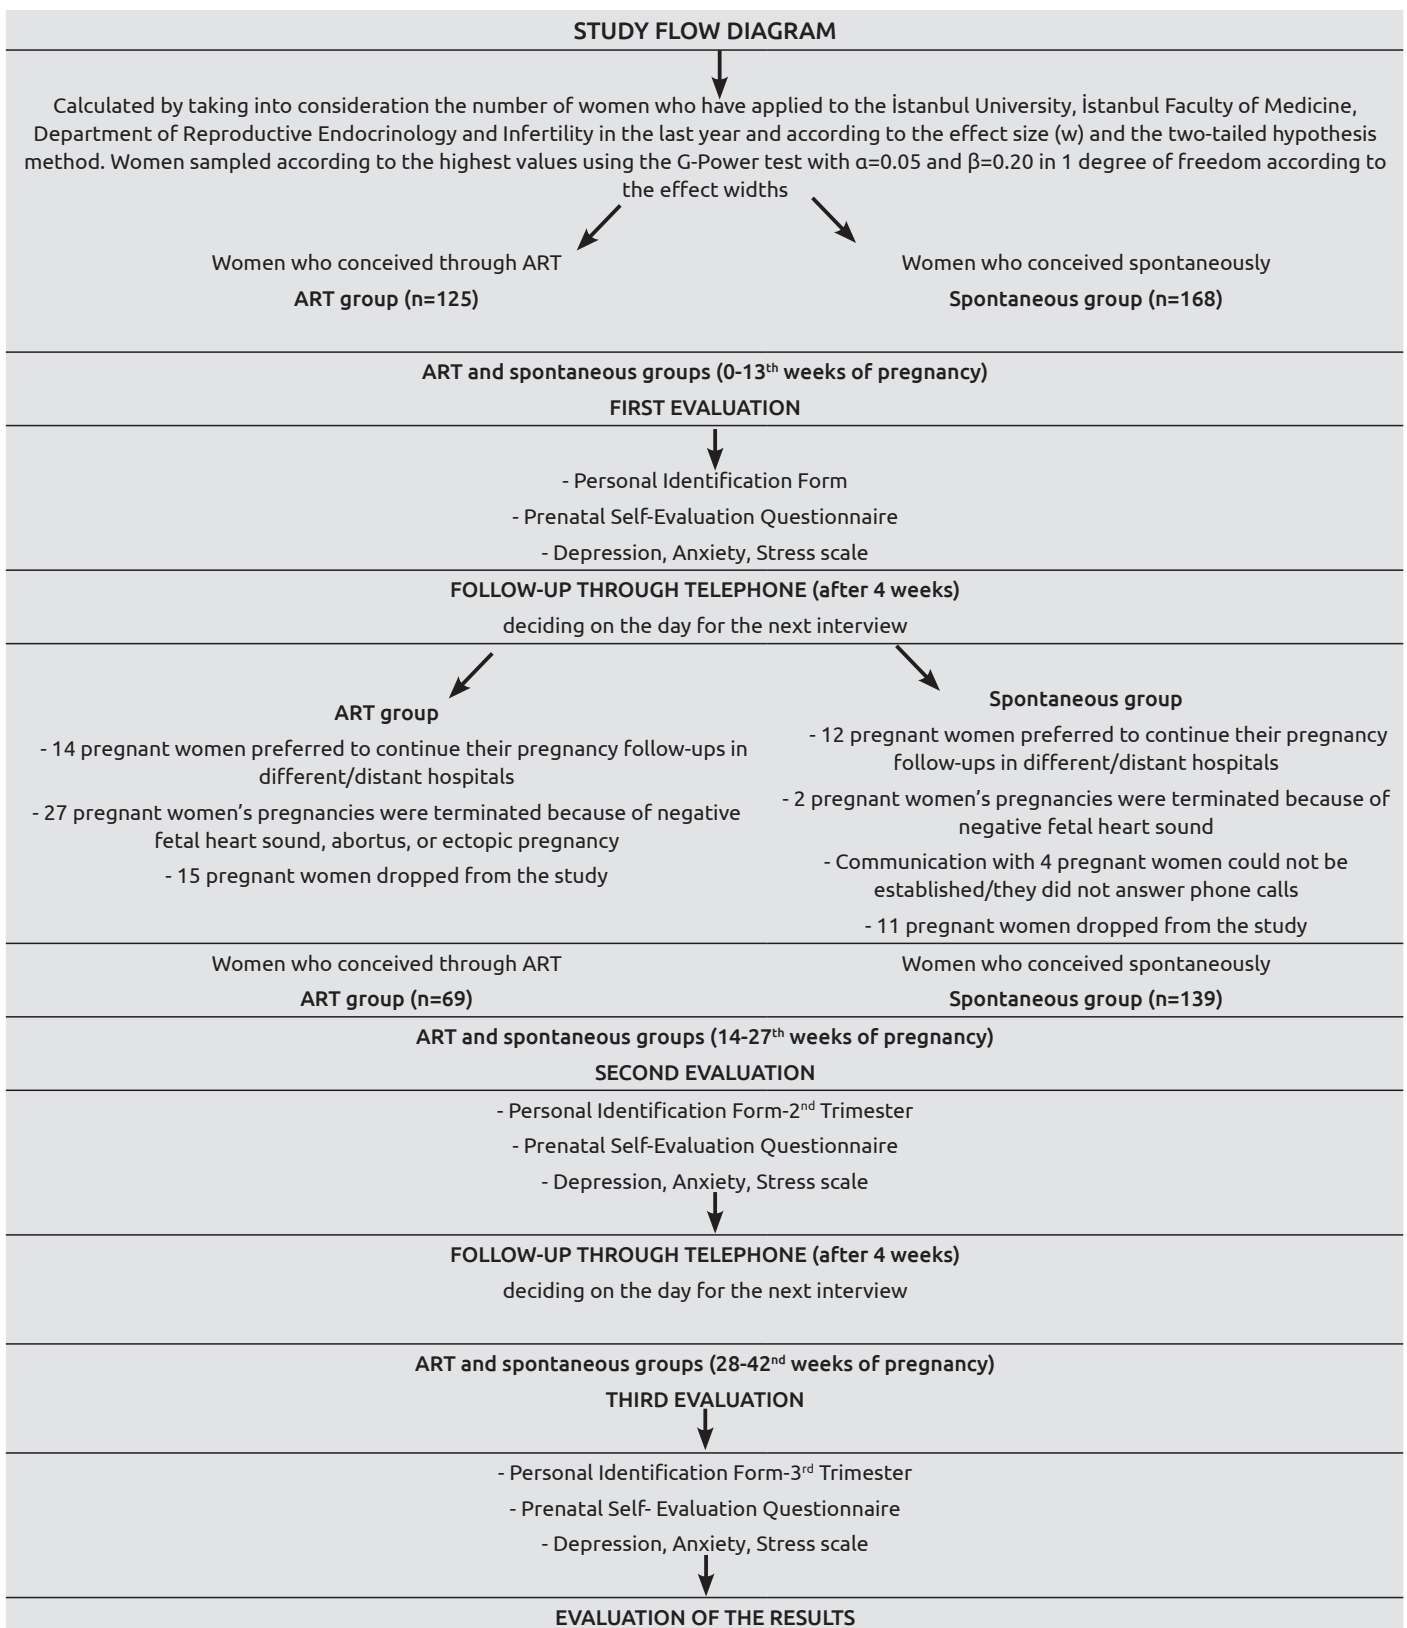 STUDY FLOW DIAGRAM
Calculated by taking into consideration the number of women who have applied to the İstanbul University, İstanbul Faculty of Medicine,
Department of Reproductive Endocrinology and Infertility in the last year and according to the effect size (w) and the two-tailed hypothesis
method. Women sampled according to the highest values using the G-Power test with α=0.05 and β=0.20 in 1 degree of freedom according to
the effect widths
Women who conceived through ART
ART group (n=125)
Women who conceived spontaneously
Spontaneous group (n=168)
ART and spontaneous groups (0-13th weeks of pregnancy)
FIRST EVALUATION
- Personal Identification Form
- Prenatal Self-Evaluation Questionnaire
- Depression, Anxiety, Stress scale
FOLLOW-UP THROUGH TELEPHONE (after 4 weeks)
deciding on the day for the next interview
ART group
- 14 pregnant women preferred to continue their pregnancy follow-ups in
different/distant hospitals
- 27 pregnant women’s pregnancies were terminated because of negative
fetal heart sound, abortus, or ectopic pregnancy
- 15 pregnant women dropped from the study
Spontaneous group
- 12 pregnant women preferred to continue their pregnancy
follow-ups in different/distant hospitals
- 2 pregnant women’s pregnancies were terminated because of
negative fetal heart sound
- Communication with 4 pregnant women could not be
established/they did not answer phone calls
- 11 pregnant women dropped from the study
Women who conceived through ART
ART group (n=69)
Women who conceived spontaneously
Spontaneous group (n=139)
ART and spontaneous groups (14-27th weeks of pregnancy)
SECOND EVALUATION
- Personal Identification Form-2nd Trimester
- Prenatal Self-Evaluation Questionnaire
- Depression, Anxiety, Stress scale
FOLLOW-UP THROUGH TELEPHONE (after 4 weeks)
deciding on the day for the next interview
ART and spontaneous groups (28-42nd weeks of pregnancy)
THIRD EVALUATION
- Personal Identification Form-3rd Trimester
- Prenatal Self- Evaluation Questionnaire
- Depression, Anxiety, Stress scale
EVALUATION OF THE RESULTS